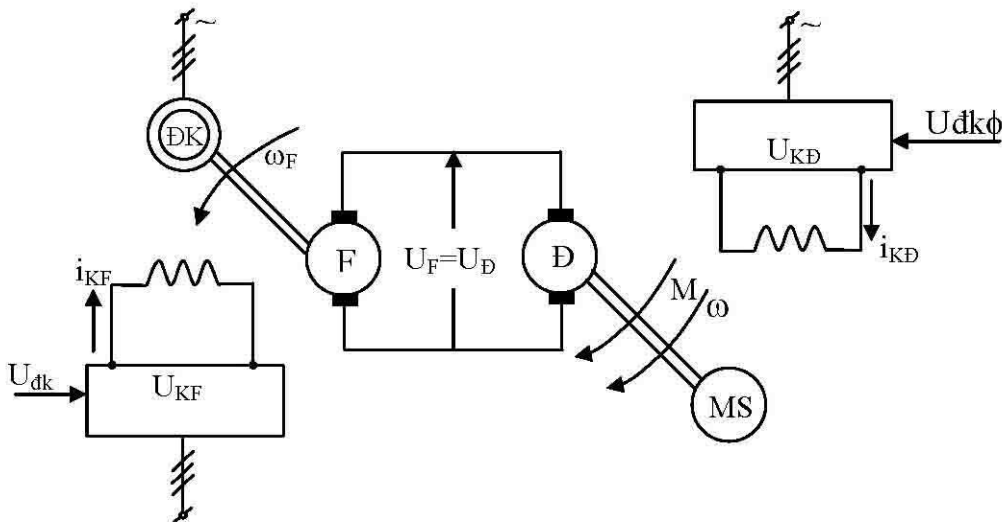 ~
~
ĐK
Uđkϕ
U_KĐ
ω_F
F
U_F=U_Đ
Đ
i_KĐ
i_KF
M
ω
U_đk
U_KF
MS